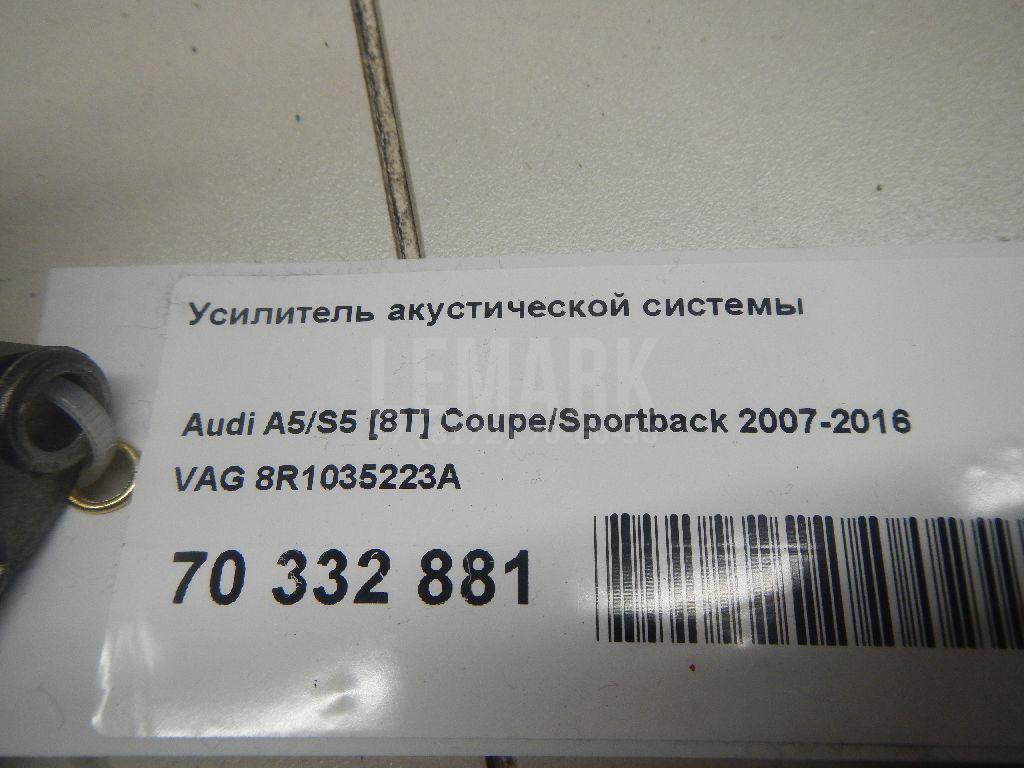 Усилитель акустической системы
LEMARK
Audi A5/S5 [8T] Coupe/Sportback 2007-2016
VAG 8R1035223A
70 332 881